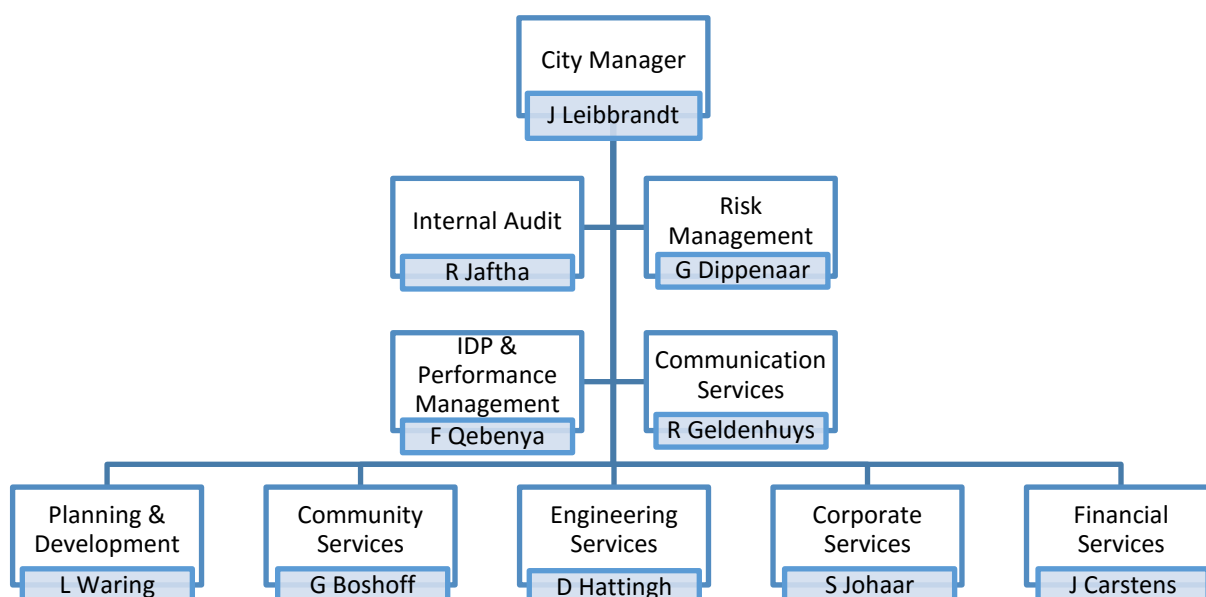 City Manager
J Leibbrandt
Internal Audit
R Jaftha
Risk
Management
G Dippenaar
IDP &
Performance
Management
F Qebenya
Communication
Services
R Geldenhuys
Planning &
Development
L Waring
Community
Services
G Boshoff
Engineering
Services
D Hattingh
Corporate
Services
S Johaar
Financial
Services
J Carstens